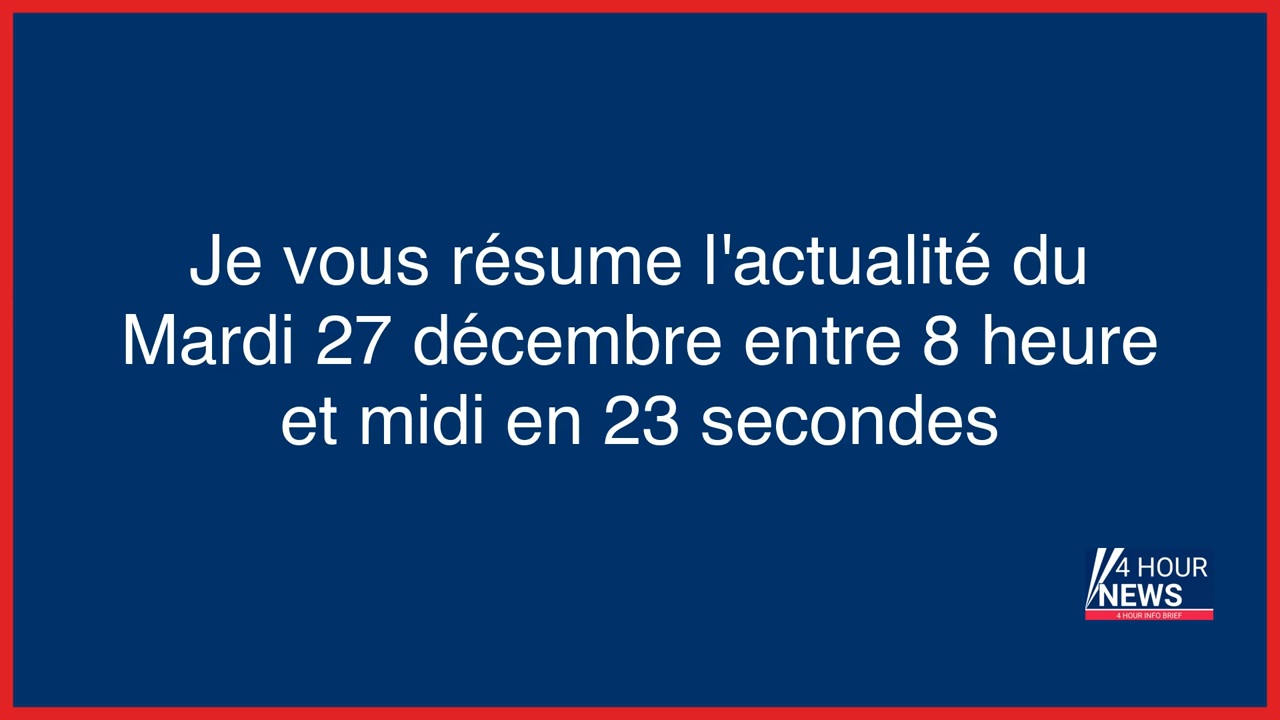 Je vous résume l'actualité du
Mardi 27 décembre entre 8 heure
et midi en 23 secondes
4 HOUR
NEWS
4 HOUR INFO BRIEF